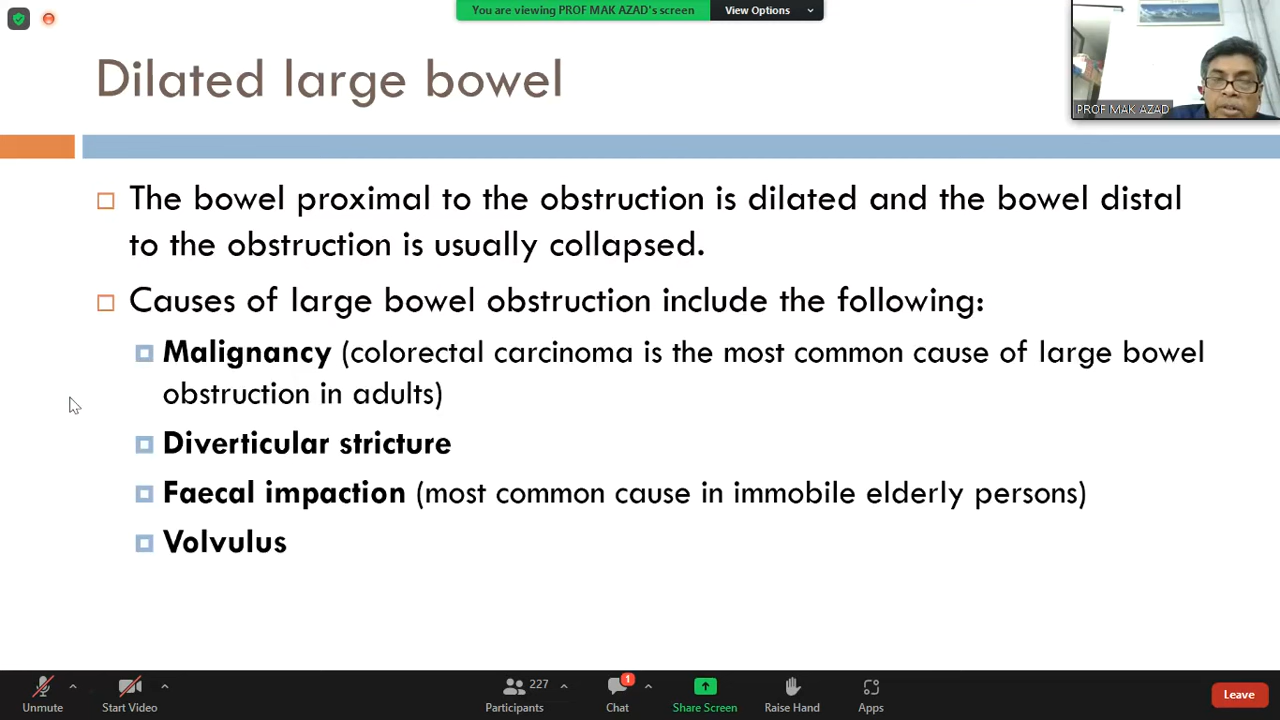 You are viewing PROF MAK AZAD's screen
View Options
PROF MAK AZAD
Dilated large bowel
The bowel proximal to the obstruction is dilated and the bowel distal
to the obstruction is usually collapsed.
Causes of large bowel obstruction include the following:
Malignancy (colorectal carcinoma is the most common cause of large bowel
obstruction in adults)
Diverticular stricture
Faecal impaction (most common cause in immobile elderly persons)
Volvulus
Unmute
Start Video
227
Participants
1
Chat
Share Screen
Raise Hand
Apps
Leave